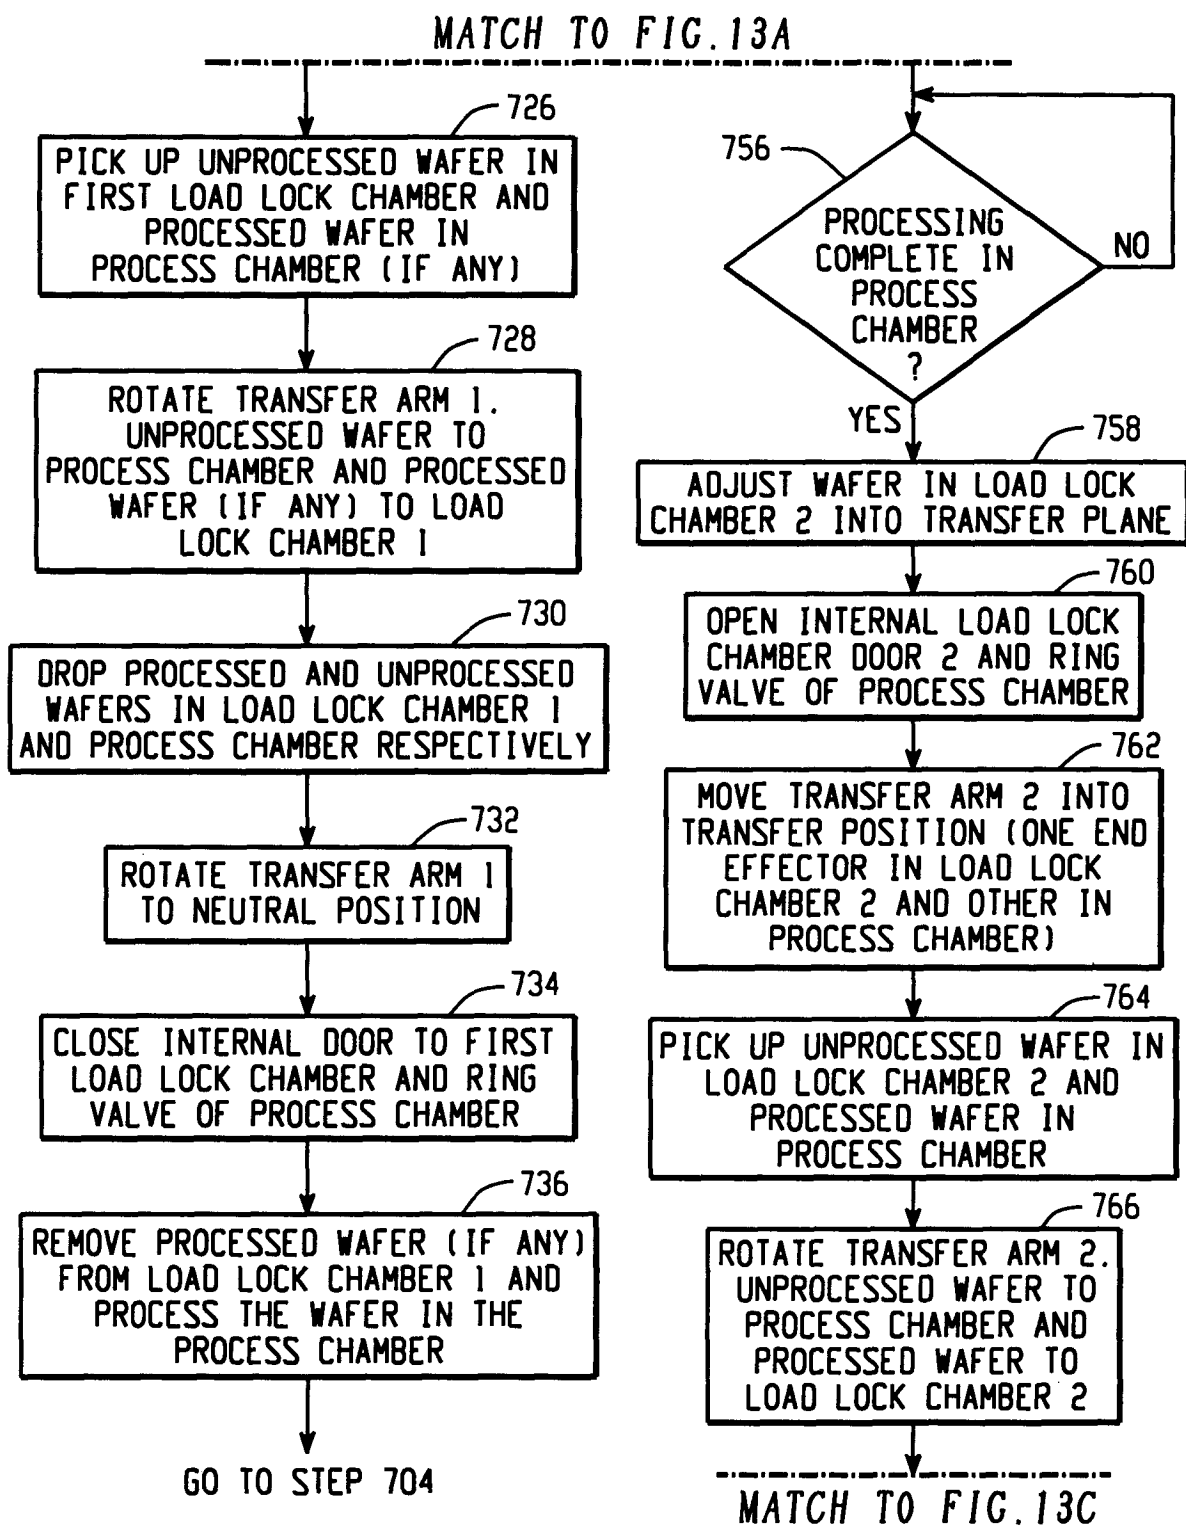 MATCH TO FIG.13A
726
PICK UP UNPROCESSED WAFER IN
FIRST LOAD LOCK CHAMBER AND
PROCESSED WAFER IN
PROCESS CHAMBER (IF ANY)
728
ROTATE TRANSFER ARM 1.
UNPROCESSED WAFER TO
PROCESS CHAMBER AND PROCESSED
WAFER (IF ANY) TO LOAD
LOCK CHAMBER 1
730
DROP PROCESSED AND UNPROCESSED
WAFERS IN LOAD LOCK CHAMBER 1
AND PROCESS CHAMBER RESPECTIVELY
732
ROTATE TRANSFER ARM 1
TO NEUTRAL POSITION
734
CLOSE INTERNAL DOOR TO FIRST
LOAD LOCK CHAMBER AND RING
VALVE OF PROCESS CHAMBER
736
REMOVE PROCESSED WAFER (IF ANY)
FROM LOAD LOCK CHAMBER 1 AND
PROCESS THE WAFER IN THE
PROCESS CHAMBER
GO TO STEP 704
756
PROCESSING
COMPLETE IN
PROCESS
CHAMBER
?
NO
YES
758
ADJUST WAFER IN LOAD LOCK
CHAMBER 2 INTO TRANSFER PLANE
760
OPEN INTERNAL LOAD LOCK
CHAMBER DOOR 2 AND RING
VALVE OF PROCESS CHAMBER
762
MOVE TRANSFER ARM 2 INTO
TRANSFER POSITION (ONE END
EFFECTOR IN LOAD LOCK
CHAMBER 2 AND OTHER IN
PROCESS CHAMBER)
764
PICK UP UNPROCESSED WAFER IN
LOAD LOCK CHAMBER 2 AND
PROCESSED WAFER IN
PROCESS CHAMBER
766
ROTATE TRANSFER ARM 2.
UNPROCESSED WAFER TO
PROCESS CHAMBER AND
PROCESSED WAFER TO
LOAD LOCK CHAMBER 2
MATCH TO FIG.13C